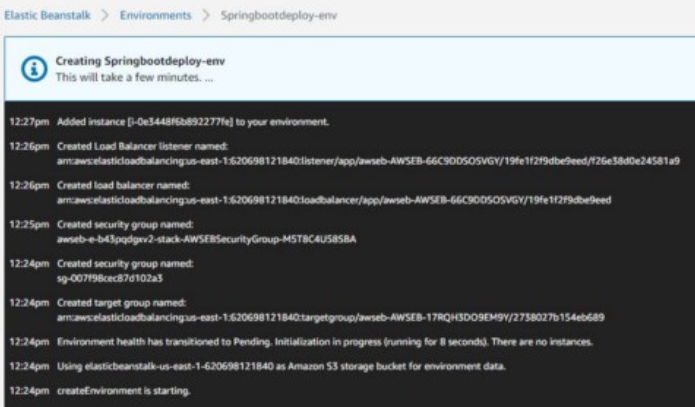 Elastic Beanstalk > Environments > Springbootdeploy-env
Creating Springbootdeploy-env
This will take a few minutes. ...
12:27pm Added instance [i-0e3448f6b892277fe] to your environment.
12:26pm Created Load Balancer listener named:
arn:aws:elasticloadbalancing:us-east-1:620698121840:listener/app/awseb-AWSEB-66C9DDSOSVGY/19fe1f2f9dbe9eed/f26e38d0e24581a9
12:26pm Created load balancer named:
arn:aws:elasticloadbalancing:us-east-1:620698121840:loadbalancer/app/awseb-AWSEB-66C9DDSOSVGY/19fe1f2f9dbe9eed
12:25pm Created security group named:
awseb-e-b43pqdgxv2-stack-AWSEBSecurityGroup-M5T8C4U58SBA
12:24pm Created security group named:
sg-007f98cec87d102a3
12:24pm Created target group named:
arn:aws:elasticloadbalancing:us-east-1:620698121840:targetgroup/awseb-AWSEB-17RQH3DO9EM9Y/2738027b154eb689
12:24pm Environment health has transitioned to Pending. Initialization in progress (running for 8 seconds). There are no instances.
12:24pm Using elasticbeanstalk-us-east-1-620698121840 as Amazon S3 storage bucket for environment data.
12:24pm createEnvironment is starting.